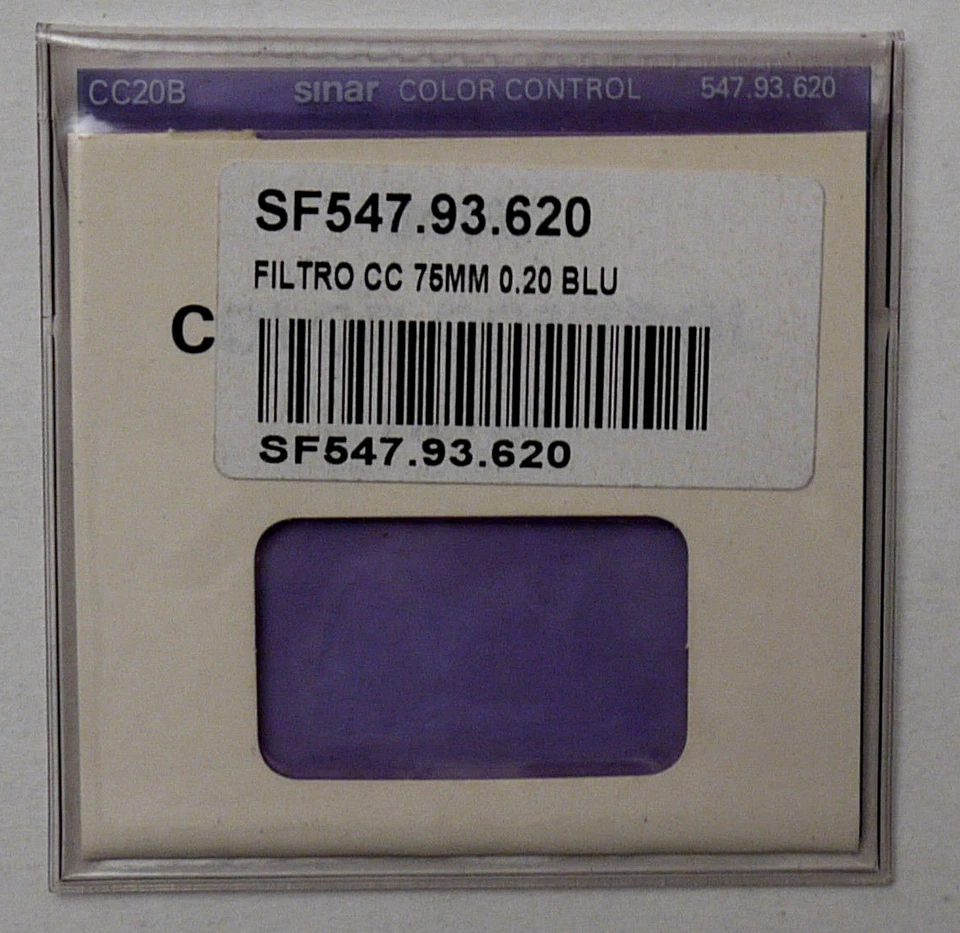 CC20B sinar COLOR CONTROL 547.93.620
SF547.93.620
FILTRO CC 75MM 0.20 BLU
C
SF547.93.620